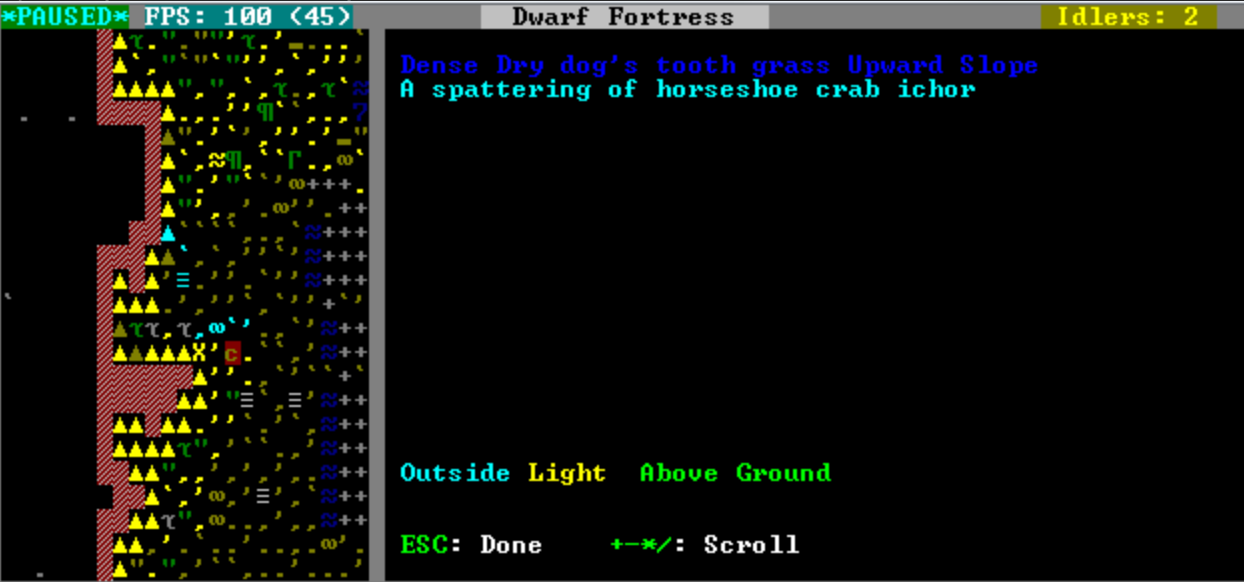 *PAUSED* FPS: 100 (45) Dwarf Fortress Idlers: 2
Dense Dry dog's tooth grass Upward Slope
A spattering of horseshoe crab ichor
Outside Light Above Ground
ESC: Done +-*/: Scroll